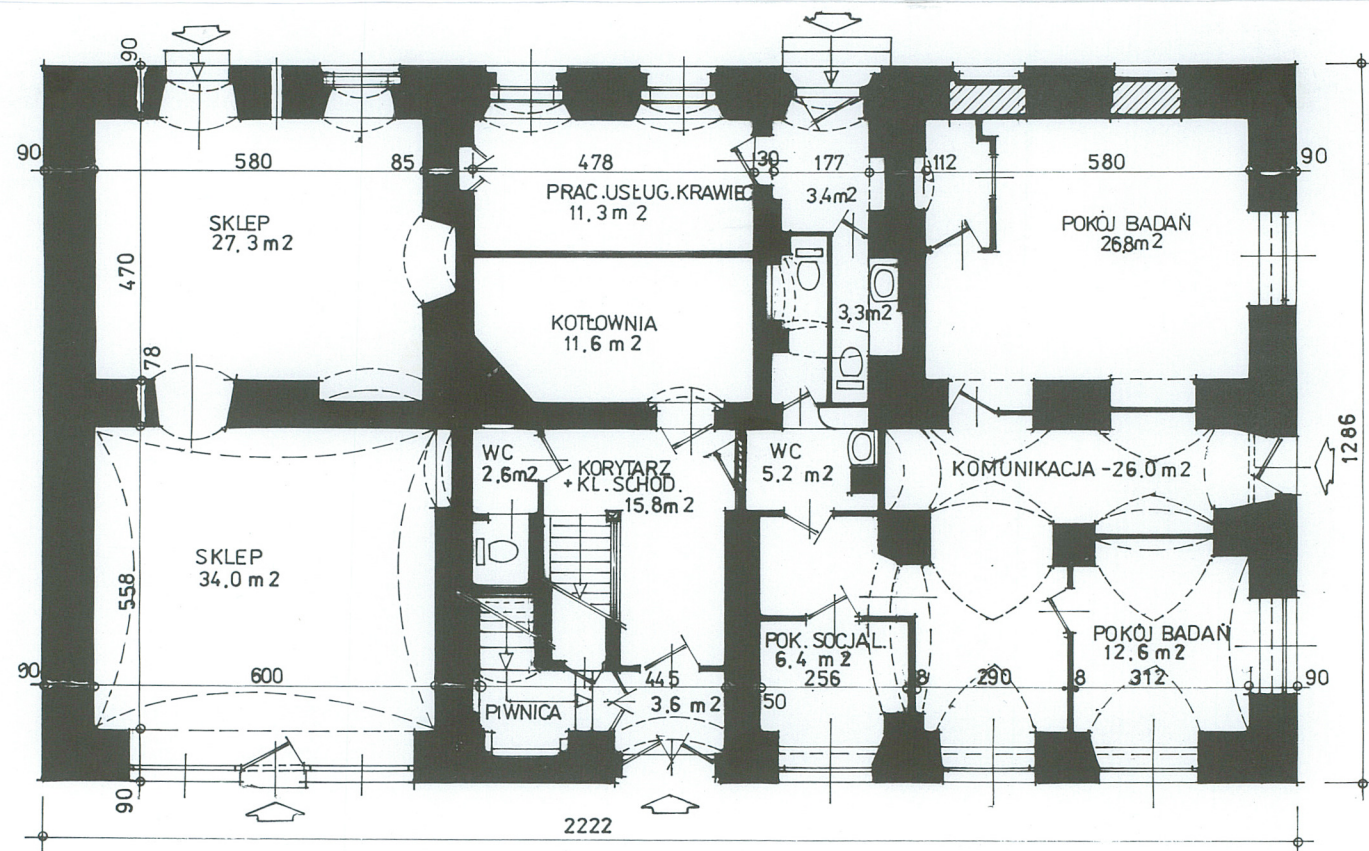 90
90
580
85
478
30
177
112
580
90
3,4m2
PRAC.USŁUG.KRAWIEC
11,3m 2
SKLEP
27,3 m2
POKÓJ BADAŃ
26,8m2
470
KOTŁOWNIA
11,6 m 2
3,3m2
78
1286
WC
2,6m2
KORYTARZ
+KL.SCHOD.
15,8m2
WC
5,2 m2
KOMUNIKACJA -26,0 m2
SKLEP
34,0 m2
558
POK. SOCJAL.
6,4 m2
POKÓJ BADAŃ
12,6 m2
90
600
445
256
8
290
8
312
90
3,6 m2
50
PIWNICA
90
2222